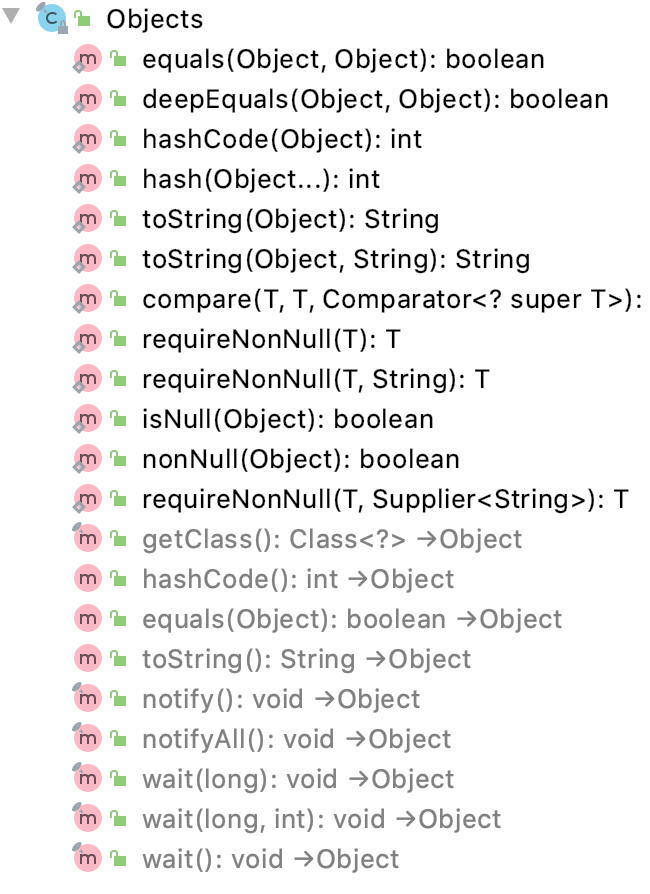 Objects
equals(Object, Object): boolean
deepEquals(Object, Object): boolean
hashCode(Object): int
hash(Object...): int
toString(Object): String
toString(Object, String): String
compare(T, T, Comparator<? super T>):
requireNonNull(T): T
requireNonNull(T, String): T
isNull(Object): boolean
nonNull(Object): boolean
requireNonNull(T, Supplier<String>): T
getClass(): Class<?> →Object
hashCode(): int →Object
equals(Object): boolean →Object
toString(): String →Object
notify(): void →Object
notifyAll(): void →Object
wait(long): void →Object
wait(long, int): void →Object
wait(): void →Object